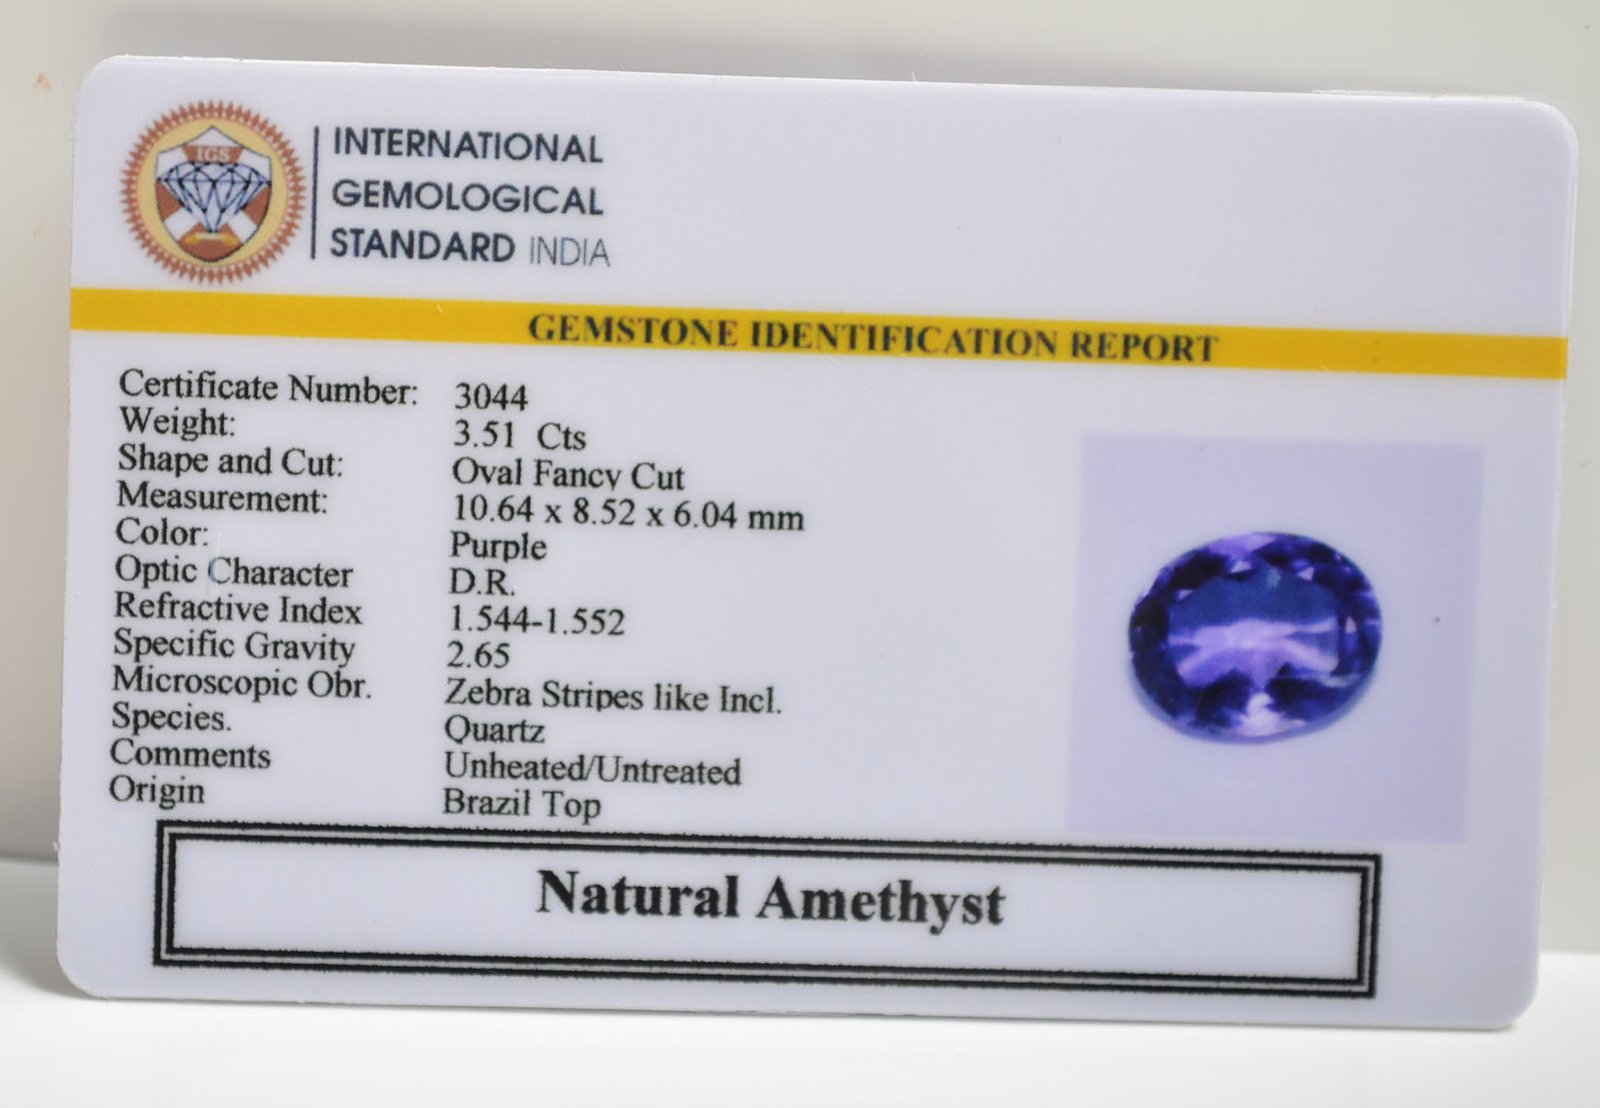 IGS
INTERNATIONAL
GEMOLOGICAL
STANDARD INDIA
GEMSTONE IDENTIFICATION REPORT
Certificate Number: 3044
Weight: 3.51 Cts
Shape and Cut: Oval Fancy Cut
Measurement: 10.64 x 8.52 x 6.04 mm
Color: Purple
Optic Character D.R.
Refractive Index 1.544-1.552
Specific Gravity 2.65
Microscopic Obr. Zebra Stripes like Incl.
Species. Quartz
Comments Unheated/Untreated
Origin Brazil Top
Natural Amethyst